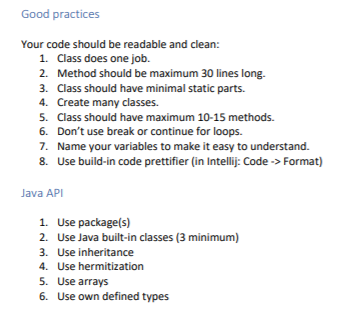 Good practices
Your code should be readable and clean:
1. Class does one job.
2. Method should be maximum 30 lines long.
3. Class should have minimal static parts.
4. Create many classes.
5. Class should have maximum 10-15 methods.
6. Don't use break or continue for loops.
7. Name your variables to make it easy to understand.
8. Use build-in code prettifier (in Intellij: Code -> Format)
Java API
1. Use package(s)
2. Use Java built-in classes (3 minimum)
3. Use inheritance
4. Use hermitization
5. Use arrays
6. Use own defined types